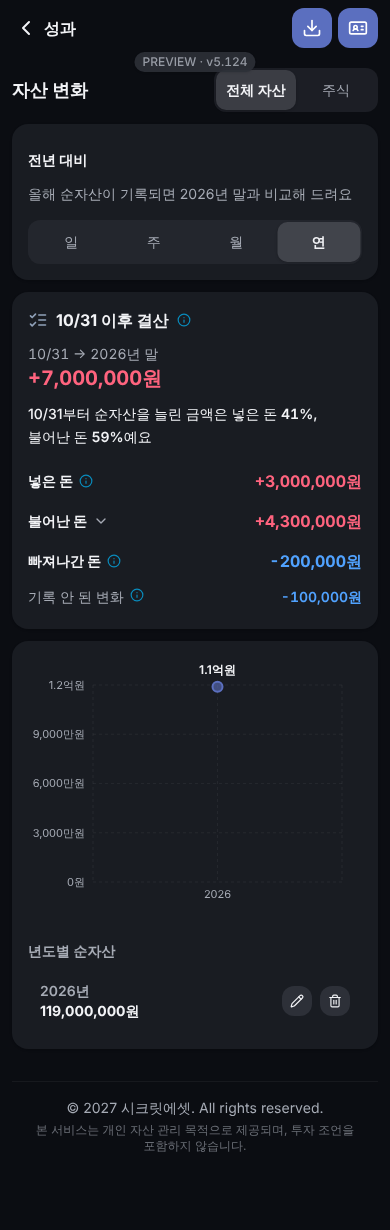 성과
PREVIEW · v5.124
자산 변화
전체 자산
주식
전년 대비
올해 순자산이 기록되면 2026년 말과 비교해 드려요
일
주
월
연
10/31 이후 결산
10/31 → 2026년 말
+7,000,000원
10/31부터 순자산을 늘린 금액은 넣은 돈 41%,
불어난 돈 59%예요
넣은 돈
+3,000,000원
불어난 돈
+4,300,000원
빠져나간 돈
-200,000원
기록 안 된 변화
-100,000원
1.1억원
1.2억원
9,000만원
6,000만원
3,000만원
0원
2026
년도별 순자산
2026년
119,000,000원
© 2027 시크릿에셋. All rights reserved.
본 서비스는 개인 자산 관리 목적으로 제공되며, 투자 조언을
포함하지 않습니다.